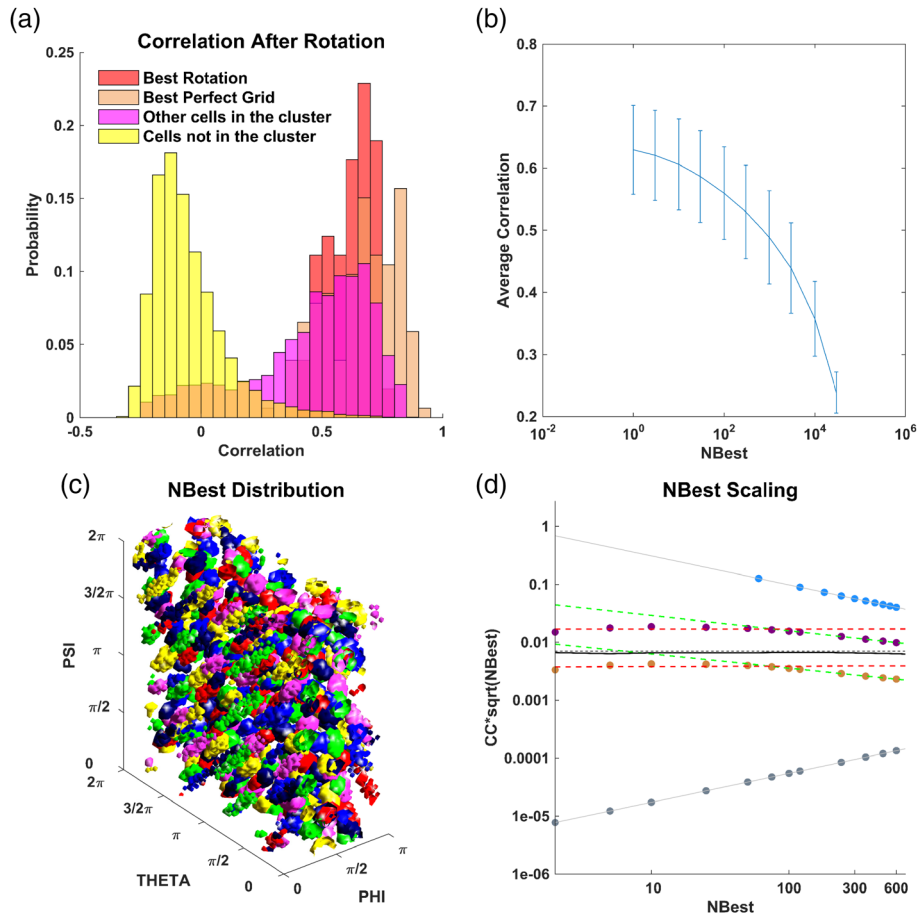 (a)
Correlation After Rotation
0.25
0.2
0.15
0.1
0.05
0
Probability
Best Rotation
Best Perfect Grid
Other cells in the cluster
Cells not in the cluster
-0.5
0
0.5
1
Correlation
(b)
0.8
0.7
0.6
0.5
0.4
0.3
0.2
Average Correlation
10^-2
10^0
10^2
10^4
10^6
NBest
(c)
NBest Distribution
2π
3/2π
π
π/2
0
PSI
2π
3/2π
π
π/2
0
THETA
0
π/2
π
PHI
(d)
NBest Scaling
1
0.1
0.01
0.001
0.0001
1e-05
1e-06
CC*sqrt(NBest)
10
100
300
600
NBest